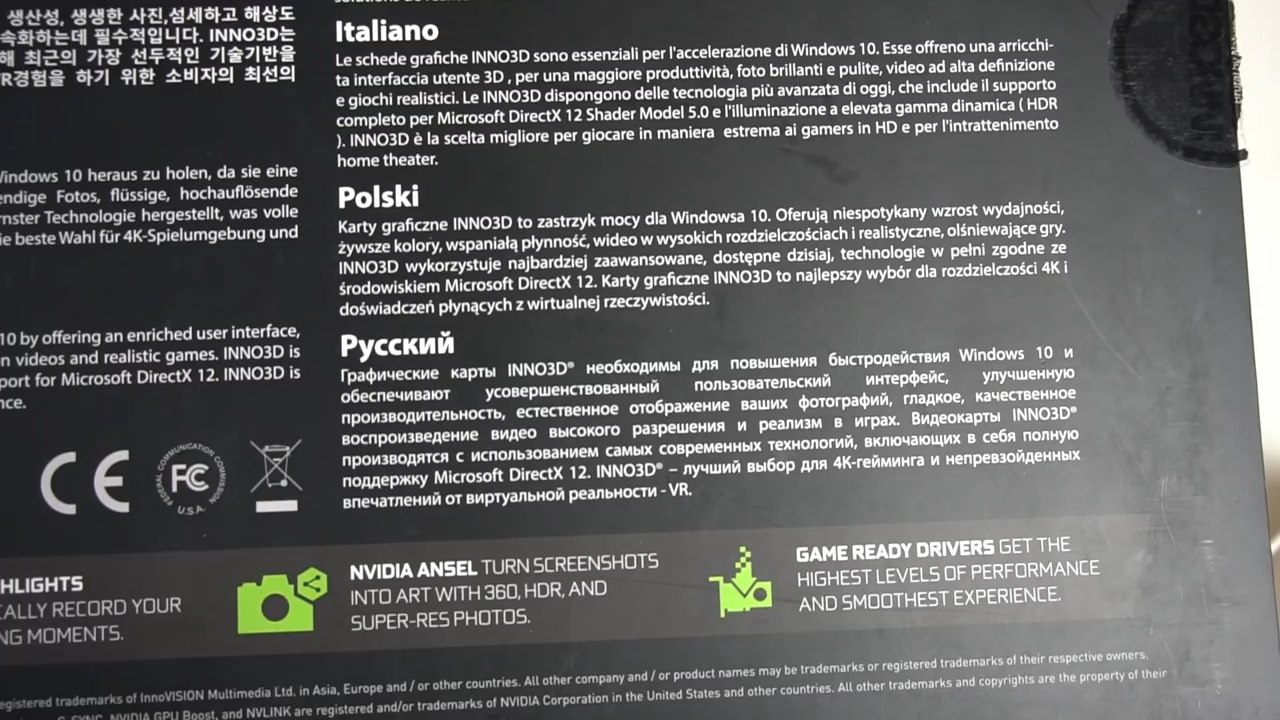 생산성, 생생한 사진,섬세하고 해상도
속화하는데 필수적입니다. INNO3D는
해 최근의 가장 선두적인 기술기반을
R경험을 하기 위한 소비자의 최선의
Windows 10 heraus zu holen, da sie eine
endige Fotos, flüssige, hochauflösende
rnster Technologie hergestellt, was volle
ie beste Wahl für 4K-Spielumgebung und
10 by offering an enriched user interface,
n videos and realistic games. INNO3D is
port for Microsoft DirectX 12. INNO3D is
nce.
CE
FEDERAL COMMUNICATION COMMISSION
FC
U.S.A.
Italiano
Le schede grafiche INNO3D sono essenziali per l'accelerazione di Windows 10. Esse offreno una arricchi-
ta interfaccia utente 3D , per una maggiore produttività, foto brillanti e pulite, video ad alta definizione
e giochi realistici. Le INNO3D dispongono delle tecnologia più avanzata di oggi, che include il supporto
completo per Microsoft DirectX 12 Shader Model 5.0 e l'illuminazione a elevata gamma dinamica ( HDR
). INNO3D è la scelta migliore per giocare in maniera estrema ai gamers in HD e per l'intrattenimento
home theater.
Polski
Karty graficzne INNO3D to zastrzyk mocy dla Windowsa 10. Oferują niespotykany wzrost wydajności,
żywsze kolory, wspaniałą płynność, wideo w wysokich rozdzielczościach i realistyczne, olśniewające gry.
INNO3D wykorzystuje najbardziej zaawansowane, dostępne dzisiaj, technologie w pełni zgodne ze
środowiskiem Microsoft DirectX 12. Karty graficzne INNO3D to najlepszy wybór dla rozdzielczości 4K i
doświadczeń płynących z wirtualnej rzeczywistości.
Русский
Графические карты INNO3D® необходимы для повышения быстродействия Windows 10 и
обеспечивают усовершенствованный пользовательский интерфейс, улучшенную
производительность, естественное отображение ваших фотографий, гладкое, качественное
воспроизведение видео высокого разрешения и реализм в играх. Видеокарты INNO3D®
производятся с использованием самых современных технологий, включающих в себя полную
поддержку Microsoft DirectX 12. INNO3D® – лучший выбор для 4K-гейминга и непревзойденных
впечатлений от виртуальной реальности - VR.
HLIGHTS
CALLY RECORD YOUR
NG MOMENTS.
NVIDIA ANSEL TURN SCREENSHOTS
INTO ART WITH 360, HDR, AND
SUPER-RES PHOTOS.
GAME READY DRIVERS GET THE
HIGHEST LEVELS OF PERFORMANCE
AND SMOOTHEST EXPERIENCE.
egistered trademarks of InnoVISION Multimedia Ltd. in Asia, Europe and / or other countries. All other company and / or product names may be trademarks or registered trademarks of their respective owners.
G-SYNC, NVIDIA GPU Boost, and NVLINK are registered and/or trademarks of NVIDIA Corporation in the United States and other countries. All other trademarks and copyrights are the property of their